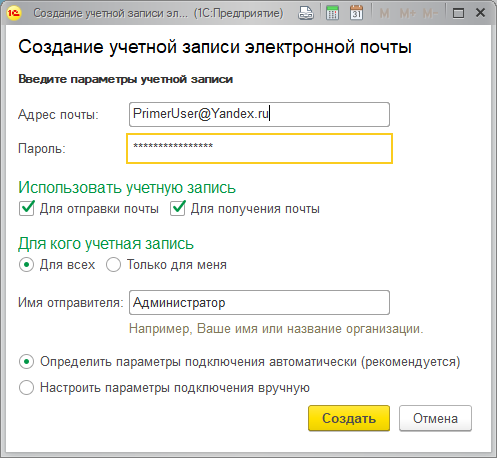 Создание учетной записи эл... (1С:Предприятие)
M M+ M-
Создание учетной записи электронной почты
Введите параметры учетной записи
Адрес почты: PrimerUser@Yandex.ru
Пароль: ****************
Использовать учетную запись
Для отправки почты Для получения почты
Для кого учетная запись
Для всех Только для меня
Имя отправителя: Администратор
Например, Ваше имя или название организации.
Определить параметры подключения автоматически (рекомендуется)
Настроить параметры подключения вручную
Создать Отмена